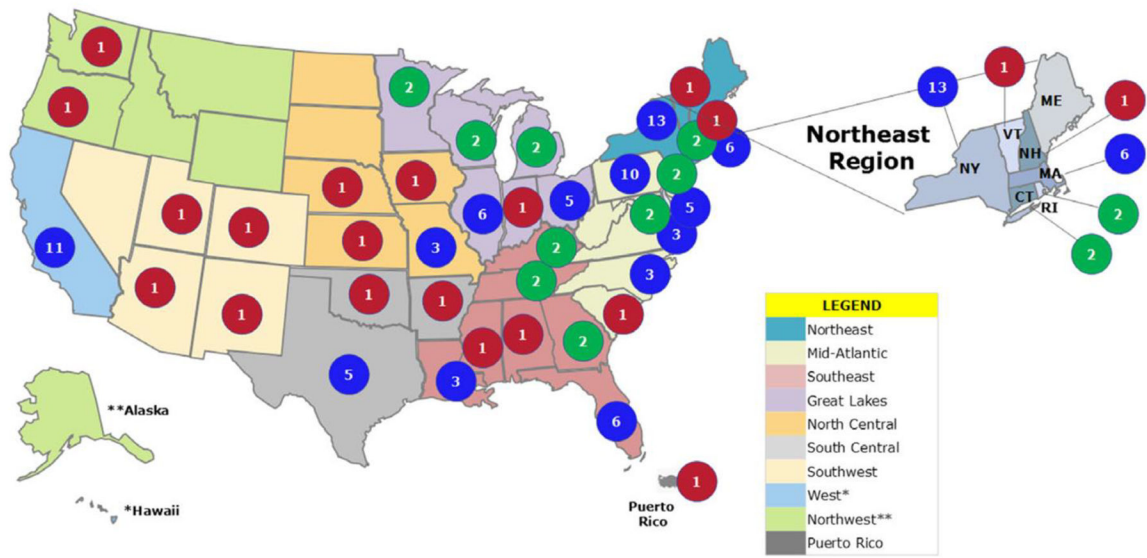 1
1
11
1
1
1
1
1
1
1
1
1
5
2
2
2
1
3
6
1
5
2
2
1
3
1
1
2
6
1
3
2
3
5
10
2
13
1
1
2
6
**Alaska
*Hawaii
Puerto
Rico
1
Northeast
Region
13
1
1
6
2
2
ME
VT
NH
NY
MA
CT
RI
LEGEND
Northeast
Mid-Atlantic
Southeast
Great Lakes
North Central
South Central
Southwest
West*
Northwest**
Puerto Rico